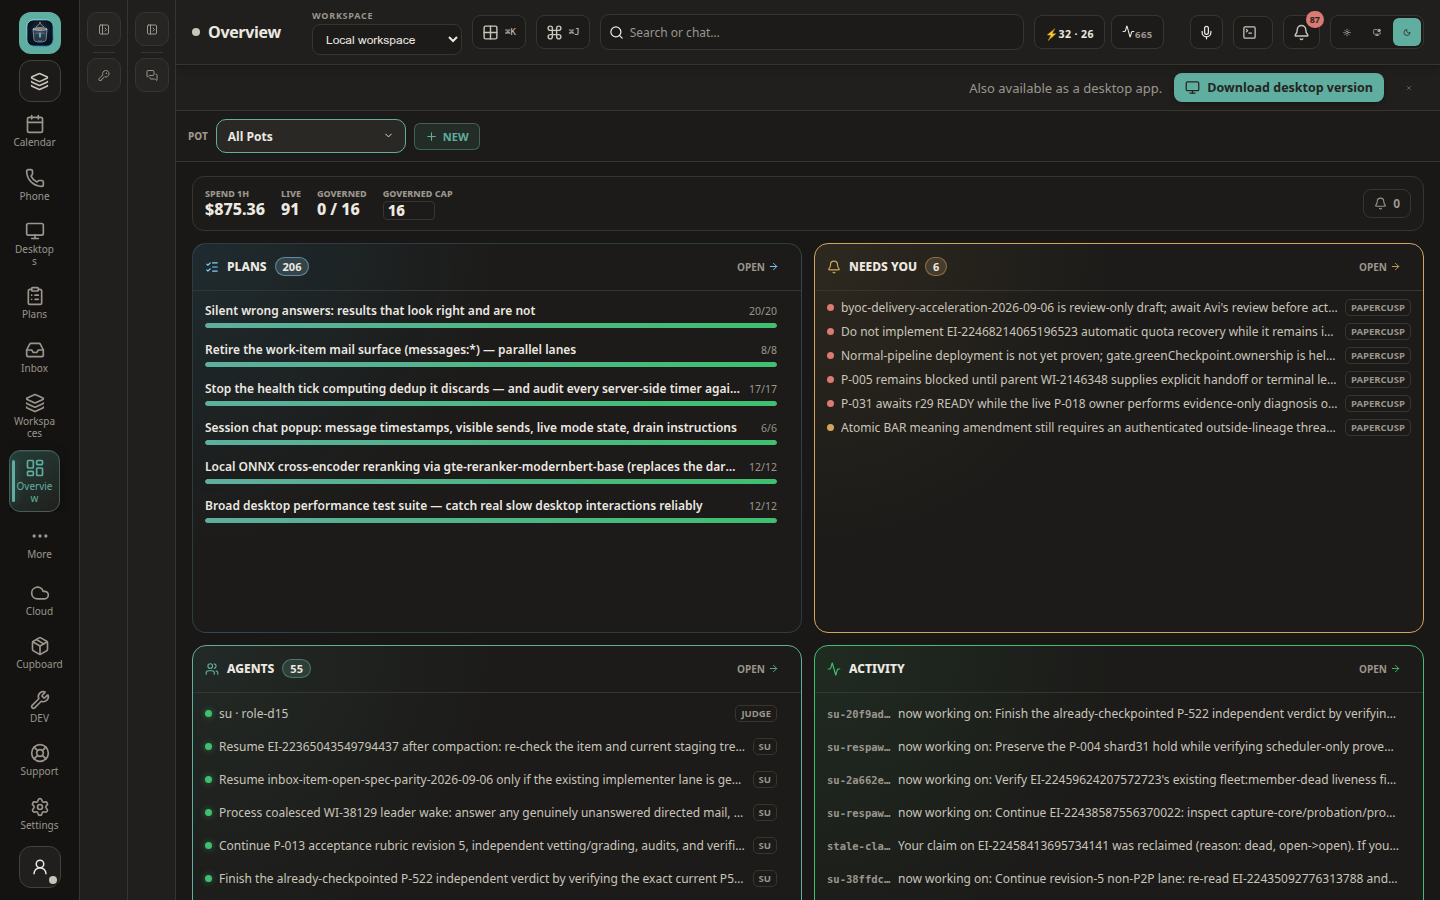 Overview
WORKSPACE
Local workspace
⌘K
⌘J
Search or chat...
⚡32 · 26
665
87
Also available as a desktop app.
Download desktop version
×
Calendar
Phone
Desktop
s
Plans
Inbox
Workspa
ces
Overvie
w
More
Cloud
Cupboard
DEV
Support
Settings
POT
All Pots
+ NEW
SPEND 1H
$875.36
LIVE
91
GOVERNED
0 / 16
GOVERNED CAP
16
0
PLANS 206
OPEN →
Silent wrong answers: results that look right and are not 20/20
Retire the work-item mail surface (messages:*) — parallel lanes 8/8
Stop the health tick computing dedup it discards — and audit every server-side timer agai... 17/17
Session chat popup: message timestamps, visible sends, live mode state, drain instructions 6/6
Local ONNX cross-encoder reranking via gte-reranker-modernbert-base (replaces the dar... 12/12
Broad desktop performance test suite — catch real slow desktop interactions reliably 12/12
NEEDS YOU 6
OPEN →
byoc-delivery-acceleration-2026-09-06 is review-only draft; await Avi's review before act... PAPERCUSP
Do not implement EI-22468214065196523 automatic quota recovery while it remains i... PAPERCUSP
Normal-pipeline deployment is not yet proven; gate.greenCheckpoint.ownership is hel... PAPERCUSP
P-005 remains blocked until parent WI-2146348 supplies explicit handoff or terminal le... PAPERCUSP
P-031 awaits r29 READY while the live P-018 owner performs evidence-only diagnosis o... PAPERCUSP
Atomic BAR meaning amendment still requires an authenticated outside-lineage threa... PAPERCUSP
AGENTS 55
OPEN →
su · role-d15 JUDGE
Resume EI-22365043549794437 after compaction: re-check the item and current staging tre... SU
Resume inbox-item-open-spec-parity-2026-09-06 only if the existing implementer lane is ge... SU
Process coalesced WI-38129 leader wake: answer any genuinely unanswered directed mail, ... SU
Continue P-013 acceptance rubric revision 5, independent vetting/grading, audits, and verifi... SU
Finish the already-checkpointed P-522 independent verdict by verifying the exact current P5... SU
ACTIVITY
OPEN →
su-20f9ad… now working on: Finish the already-checkpointed P-522 independent verdict by verifyin...
su-respaw… now working on: Preserve the P-004 shard31 hold while verifying scheduler-only prove...
su-2a662e… now working on: Verify EI-22459624207572723's existing fleet:member-dead liveness fi...
su-respaw… now working on: Continue EI-22438587556370022: inspect capture-core/probation/pro...
stale-cla… Your claim on EI-22458413695734141 was reclaimed (reason: dead, open->open). If you...
su-38ffdc… now working on: Continue revision-5 non-P2P lane: re-read EI-22435092776313788 and...